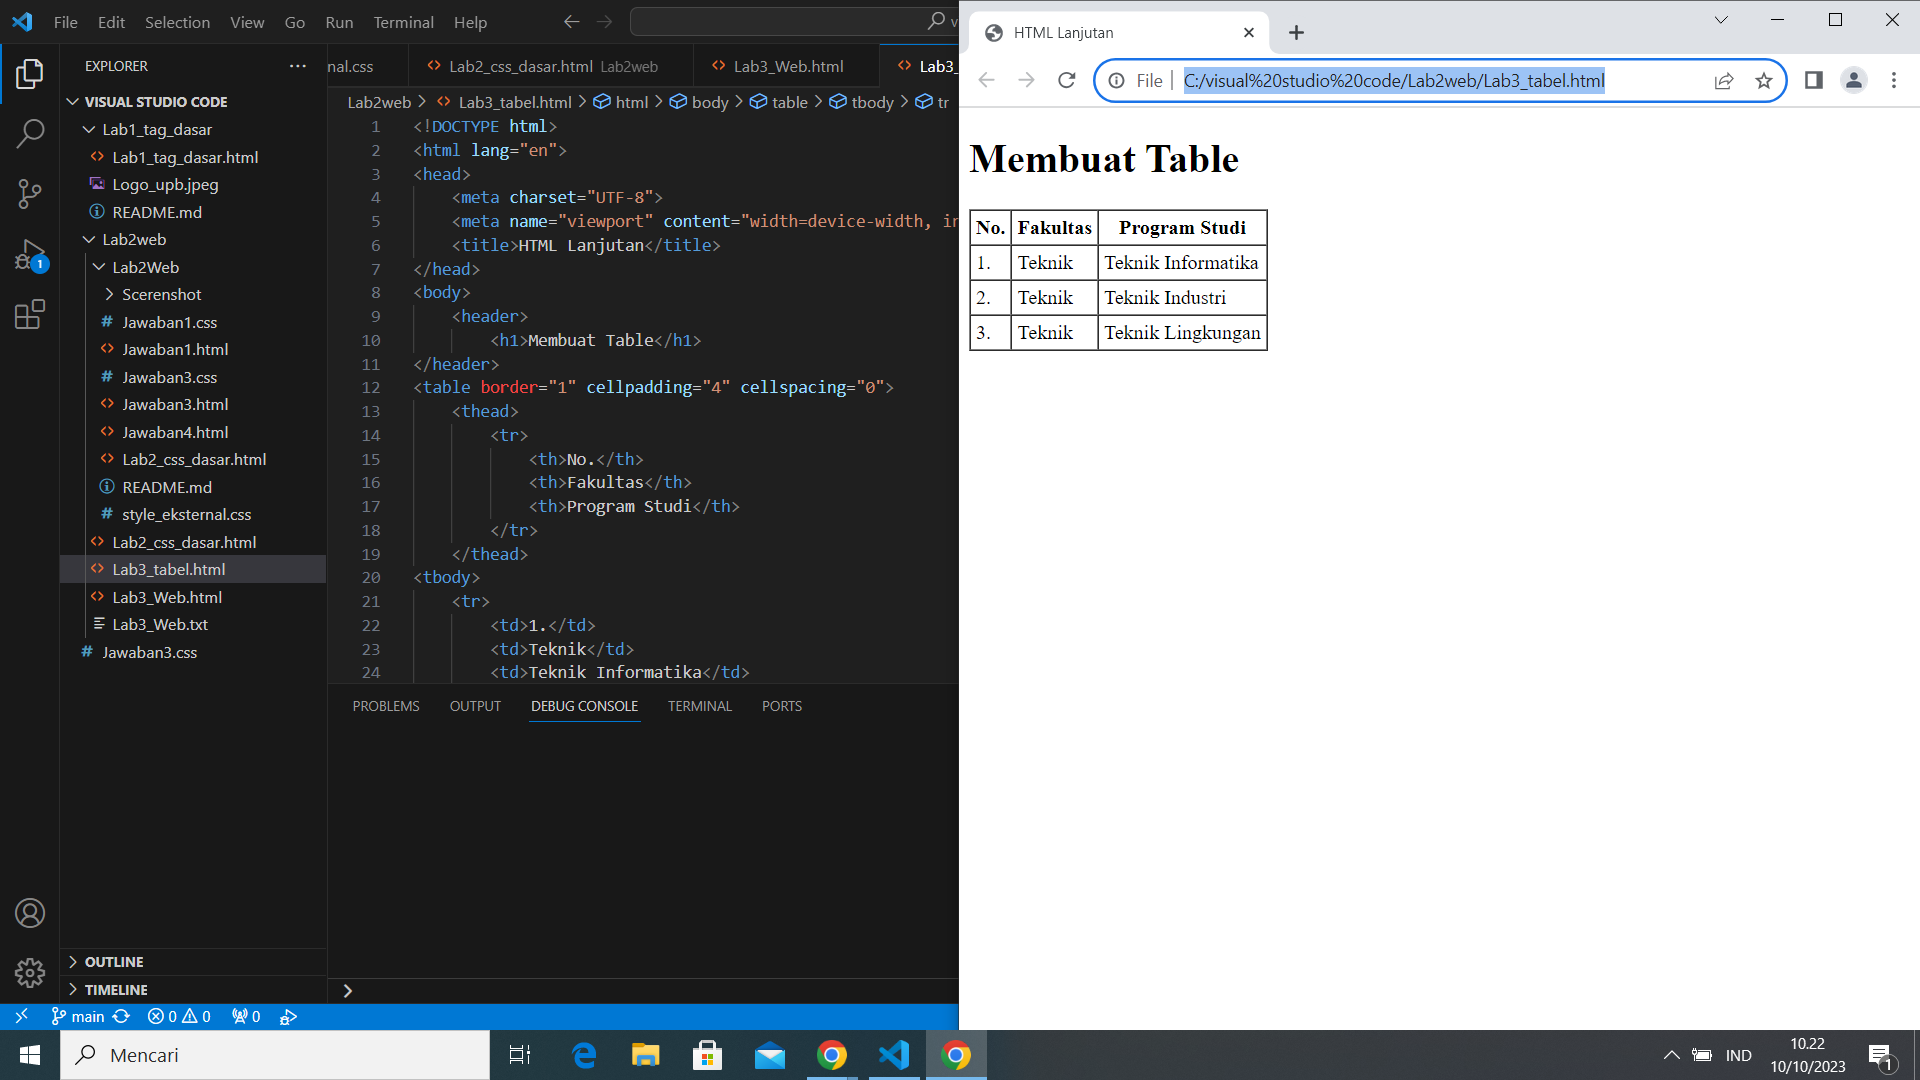 File Edit Selection View Go Run Terminal Help
EXPLORER
VISUAL STUDIO CODE
Lab1_tag_dasar
Lab1_tag_dasar.html
Logo_upb.jpeg
README.md
Lab2web
Lab2Web
Scerenshot
Jawaban1.css
Jawaban1.html
Jawaban3.css
Jawaban3.html
Jawaban4.html
Lab2_css_dasar.html
README.md
style_eksternal.css
Lab2_css_dasar.html
Lab3_tabel.html
Lab3_Web.html
Lab3_Web.txt
Jawaban3.css
OUTLINE
TIMELINE
nal.css Lab2_css_dasar.html Lab2web Lab3_Web.html Lab3_
Lab2web > Lab3_tabel.html > html > body > table > tbody > tr
1 <!DOCTYPE html>
2 <html lang="en">
3 <head>
4 <meta charset="UTF-8">
5 <meta name="viewport" content="width=device-width, in
6 <title>HTML Lanjutan</title>
7 </head>
8 <body>
9 <header>
10 <h1>Membuat Table</h1>
11 </header>
12 <table border="1" cellpadding="4" cellspacing="0">
13 <thead>
14 <tr>
15 <th>No.</th>
16 <th>Fakultas</th>
17 <th>Program Studi</th>
18 </tr>
19 </thead>
20 <tbody>
21 <tr>
22 <td>1.</td>
23 <td>Teknik</td>
24 <td>Teknik Informatika</td>
PROBLEMS OUTPUT DEBUG CONSOLE TERMINAL PORTS
main 0 0 0
HTML Lanjutan
File C:/visual%20studio%20code/Lab2web/Lab3_tabel.html
Membuat Table
No. Fakultas Program Studi
1. Teknik Teknik Informatika
2. Teknik Teknik Industri
3. Teknik Teknik Lingkungan
Mencari
IND
10.22
10/10/2023
1